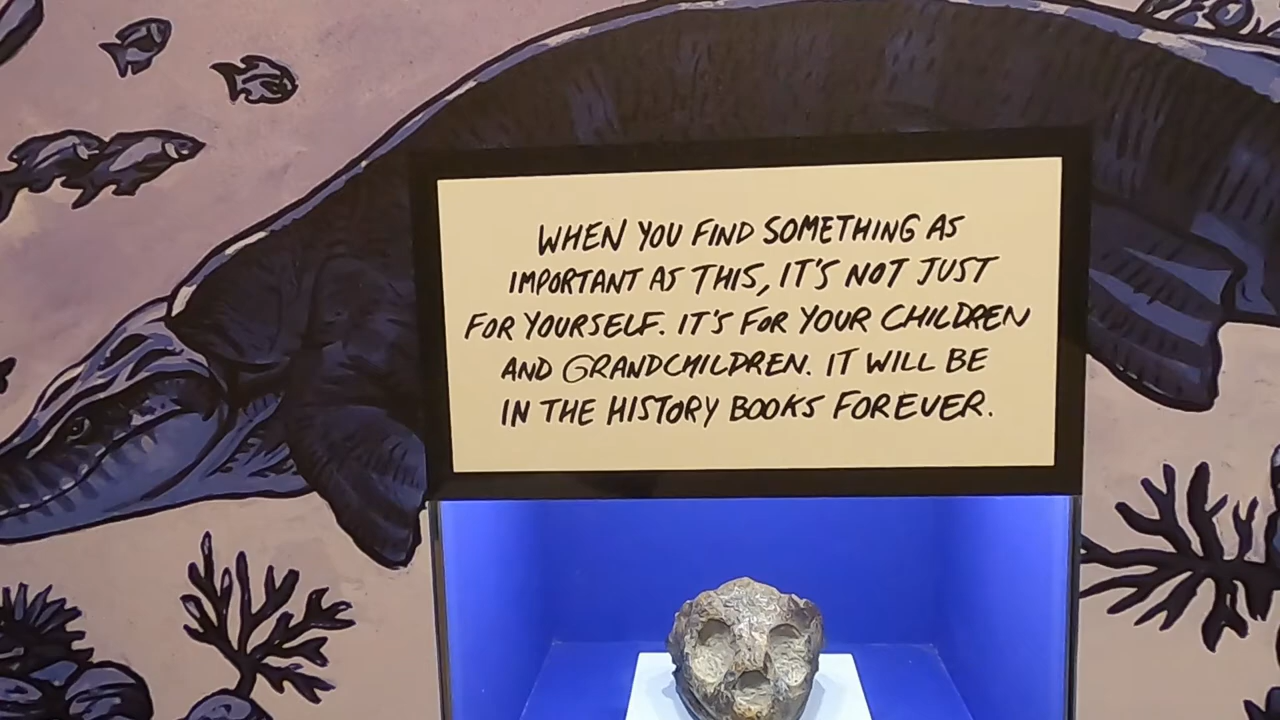 WHEN YOU FIND SOMETHING AS
IMPORTANT AS THIS, IT'S NOT JUST
FOR YOURSELF. IT'S FOR YOUR CHILDREN
AND GRANDCHILDREN. IT WILL BE
IN THE HISTORY BOOKS FOREVER.